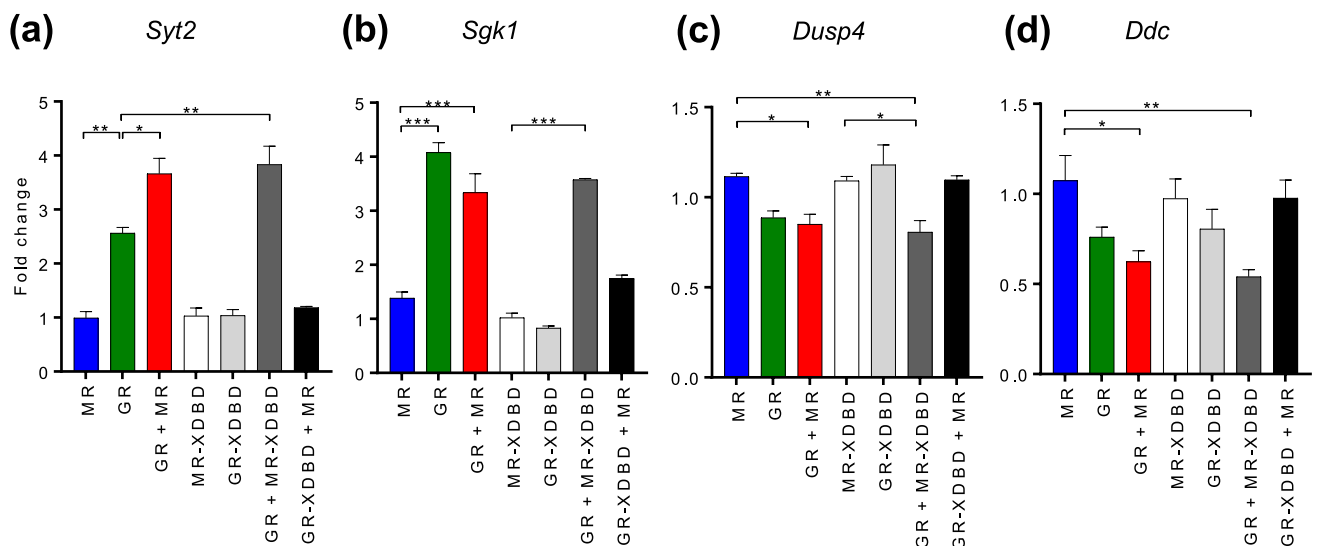 (a) Syt2
Fold change
5
4
3
2
1
0
** *
**
MR
GR
GR + MR
MR-XDBD
GR-XDBD
GR + MR-XDBD
GR-XDBD + MR
(b) Sgk1
5
4
3
2
1
0
***
***
***
MR
GR
GR + MR
MR-XDBD
GR-XDBD
GR + MR-XDBD
GR-XDBD + MR
(c) Dusp4
1.5
1.0
0.5
0.0
**
* *
MR
GR
GR + MR
MR-XDBD
GR-XDBD
GR + MR-XDBD
GR-XDBD + MR
(d) Ddc
1.5
1.0
0.5
0.0
**
*
MR
GR
GR + MR
MR-XDBD
GR-XDBD
GR + MR-XDBD
GR-XDBD + MR